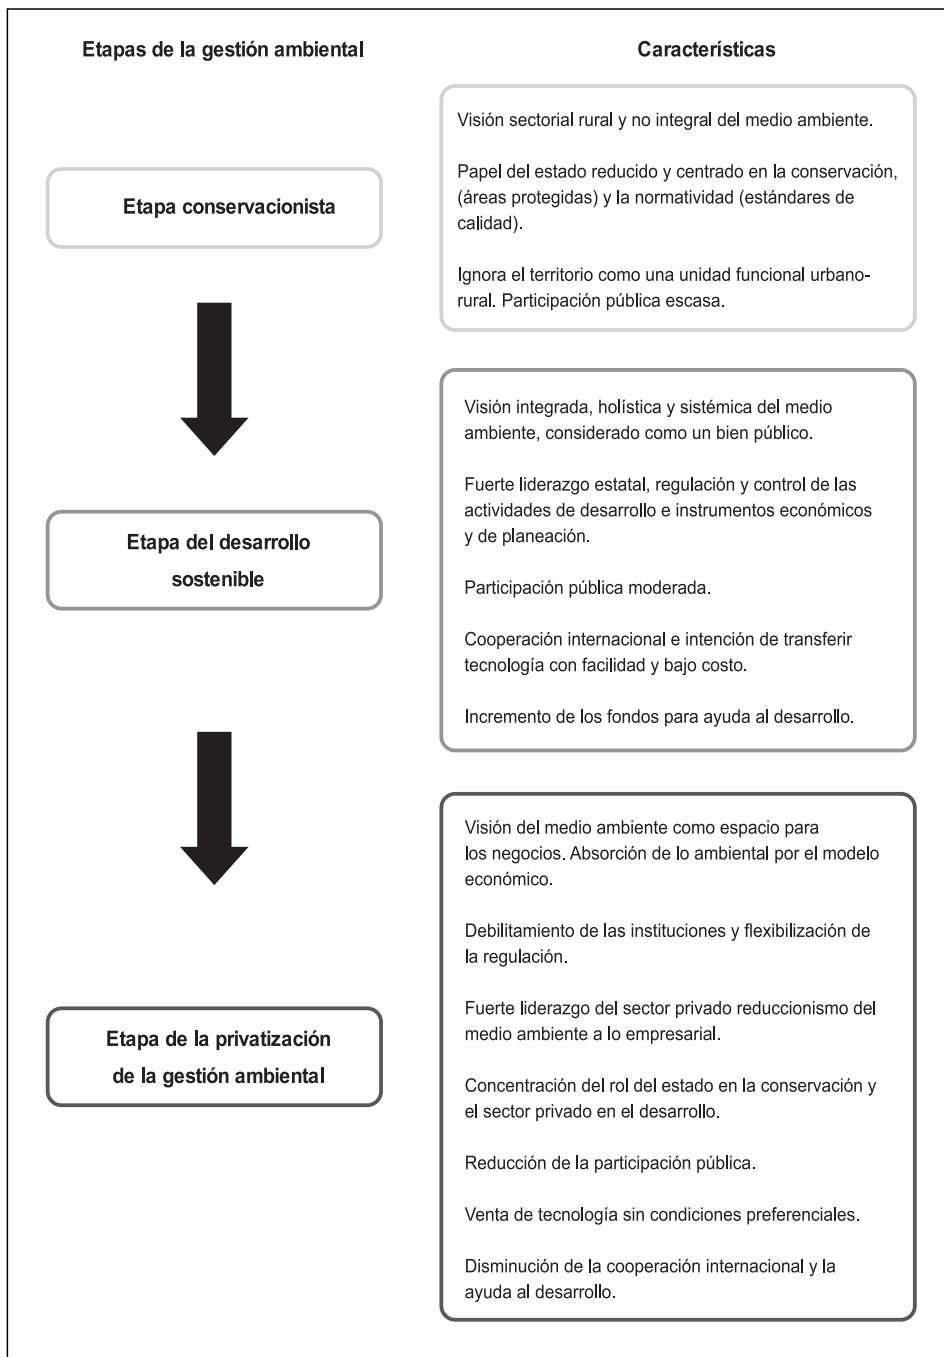 Etapas de la gestión ambiental
Características
Etapa conservacionista
Visión sectorial rural y no integral del medio ambiente.
Papel del estado reducido y centrado en la conservación,
(áreas protegidas) y la normatividad (estándares de
calidad).
Ignora el territorio como una unidad funcional urbano-
rural. Participación pública escasa.
Etapa del desarrollo
sostenible
Visión integrada, holística y sistémica del medio
ambiente, considerado como un bien público.
Fuerte liderazgo estatal, regulación y control de las
actividades de desarrollo e instrumentos económicos
y de planeación.
Participación pública moderada.
Cooperación internacional e intención de transferir
tecnología con facilidad y bajo costo.
Incremento de los fondos para ayuda al desarrollo.
Etapa de la privatización
de la gestión ambiental
Visión del medio ambiente como espacio para
los negocios. Absorción de lo ambiental por el modelo
económico.
Debilitamiento de las instituciones y flexibilización de
la regulación.
Fuerte liderazgo del sector privado reduccionismo del
medio ambiente a lo empresarial.
Concentración del rol del estado en la conservación y
el sector privado en el desarrollo.
Reducción de la participación pública.
Venta de tecnología sin condiciones preferenciales.
Disminución de la cooperación internacional y la
ayuda al desarrollo.